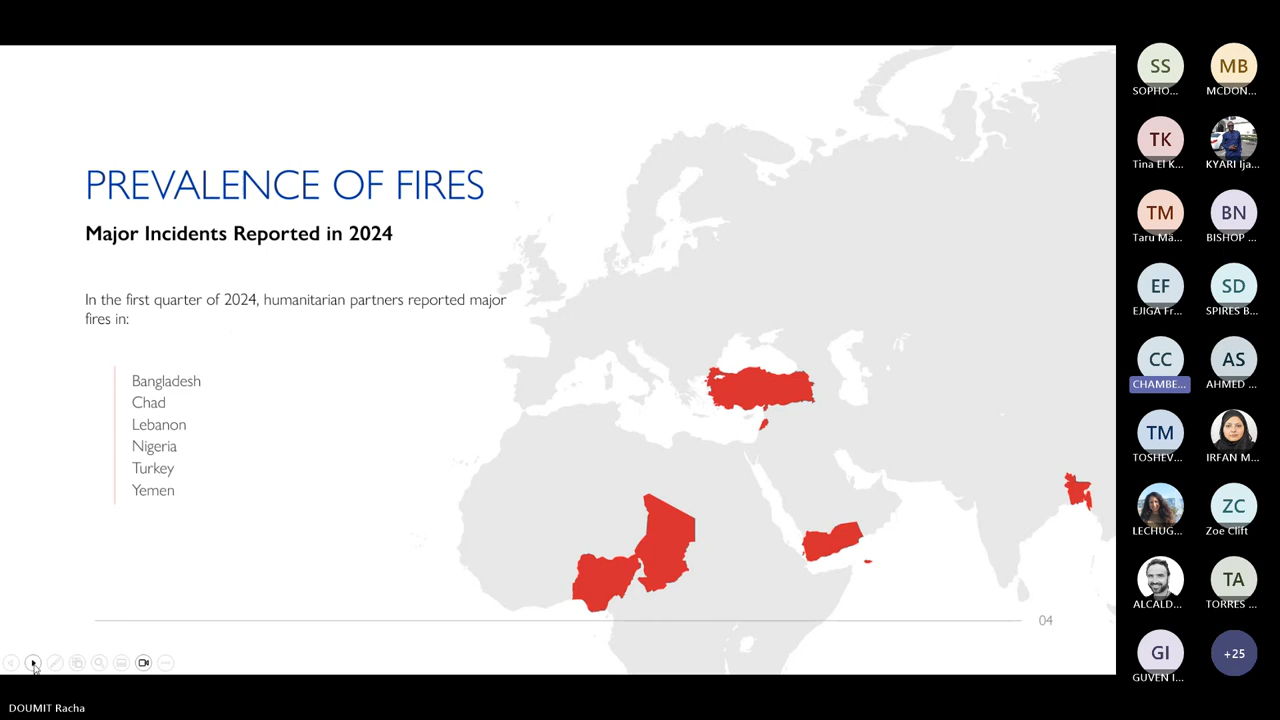 PREVALENCE OF FIRES
Major Incidents Reported in 2024
In the first quarter of 2024, humanitarian partners reported major
fires in:
Bangladesh
Chad
Lebanon
Nigeria
Turkey
Yemen
04
SS
SOPHO...
MB
MCDON...
TK
Tina El K...
KYARI Ija...
TM
Taru Mä...
BN
BISHOP ...
EF
EJIGA Fr...
SD
SPIRES B...
CC
CHAMBE...
AS
AHMED ...
TM
TOSHEV...
IRFAN M...
LECHUG...
ZC
Zoe Clift
ALCALD...
TA
TORRES ...
GI
GUVEN I...
+25
DOUMIT Racha